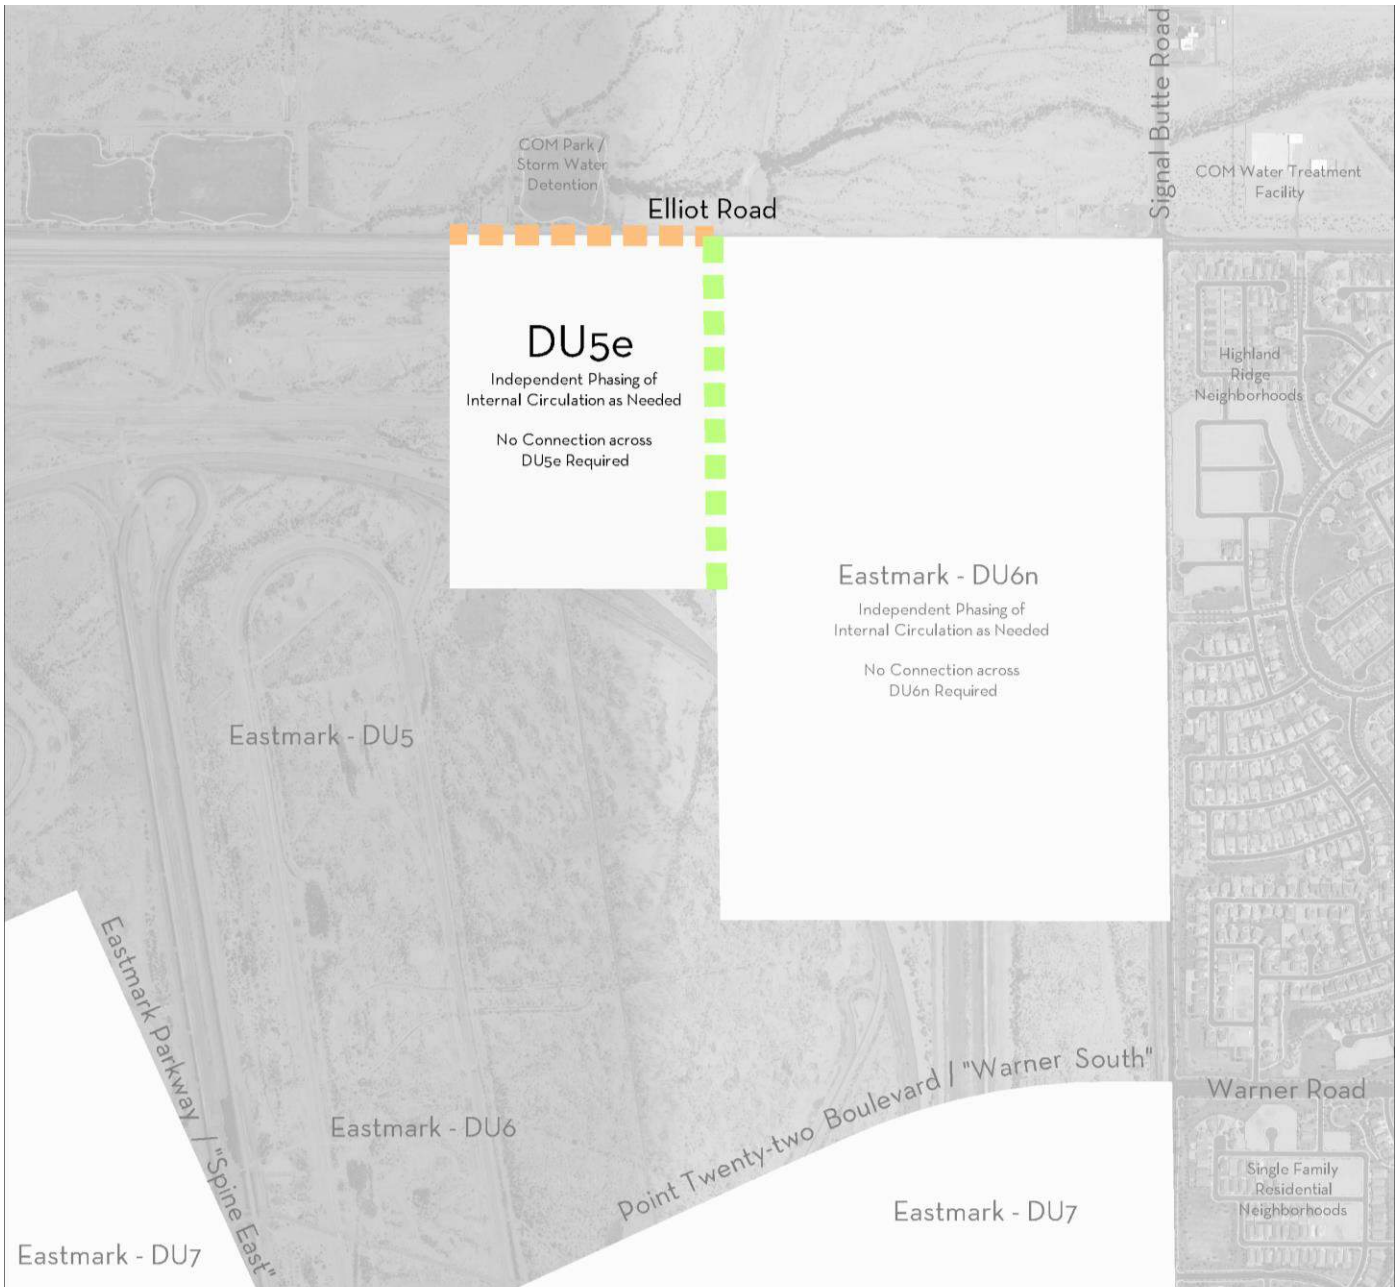 Signal Butte Road
COM Park /
Storm Water
Detention
COM Water Treatment
Facility
Elliot Road
DU5e
Independent Phasing of
Internal Circulation as Needed
No Connection across
DU5e Required
Highland
Ridge
Neighborhoods
Eastmark - DU6n
Independent Phasing of
Internal Circulation as Needed
No Connection across
DU6n Required
Eastmark - DU5
Eastmark Parkway / "Spine East"
Point Twenty-two Boulevard / "Warner South"
Warner Road
Eastmark - DU6
Single Family
Residential
Neighborhoods
Eastmark - DU7
Eastmark - DU7